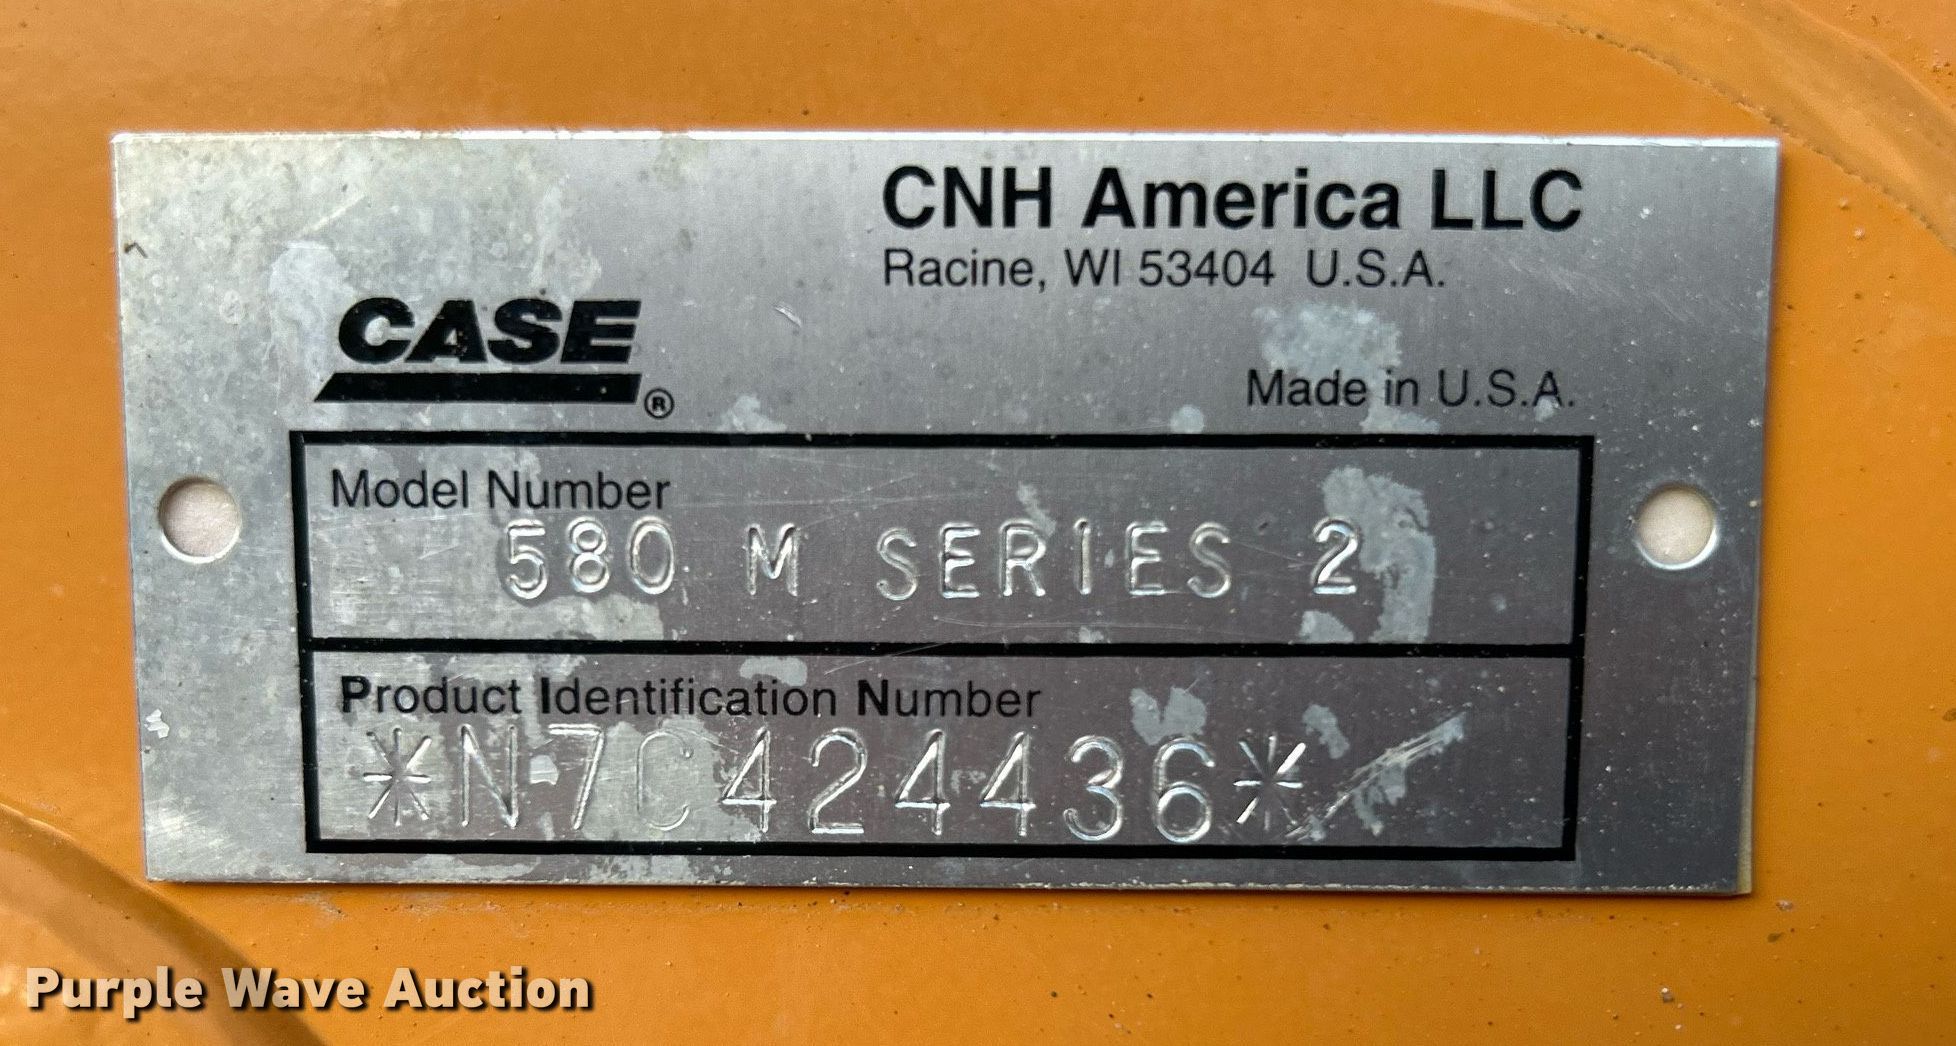 CNH America LLC
Racine, WI 53404 U.S.A.
CASE
®
Made in U.S.A.
Model Number
580 M SERIES 2
Product Identification Number
*N7C424436*
Purple Wave Auction